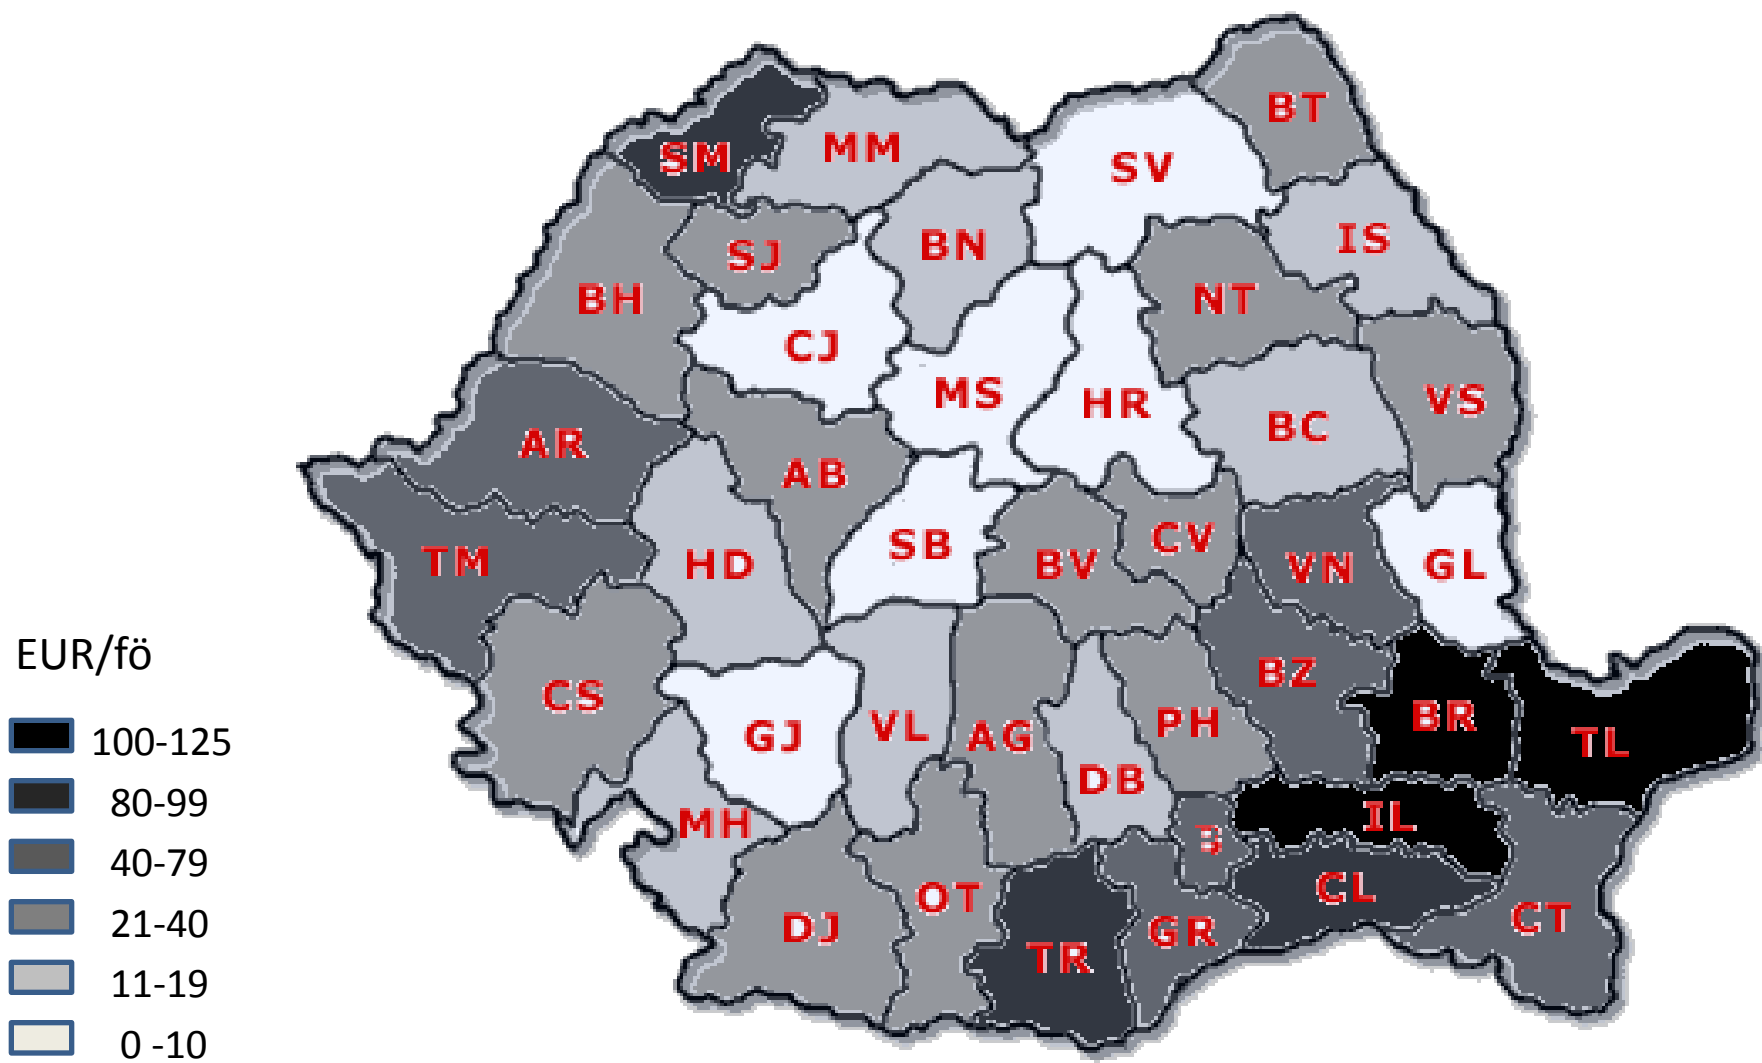 BT
MM
SM
SV
IS
SJ
BN
BH
NT
CJ
MS
HR
VS
BC
AR
AB
SB
CV
TM
HD
BV
VN
GL
EUR/fö
BZ
CS
BR
GJ
VL
AG
PH
TL
100-125
DB
80-99
MH
B
IL
40-79
OT
CL
21-40
DJ
GR
CT
TR
11-19
0 -10